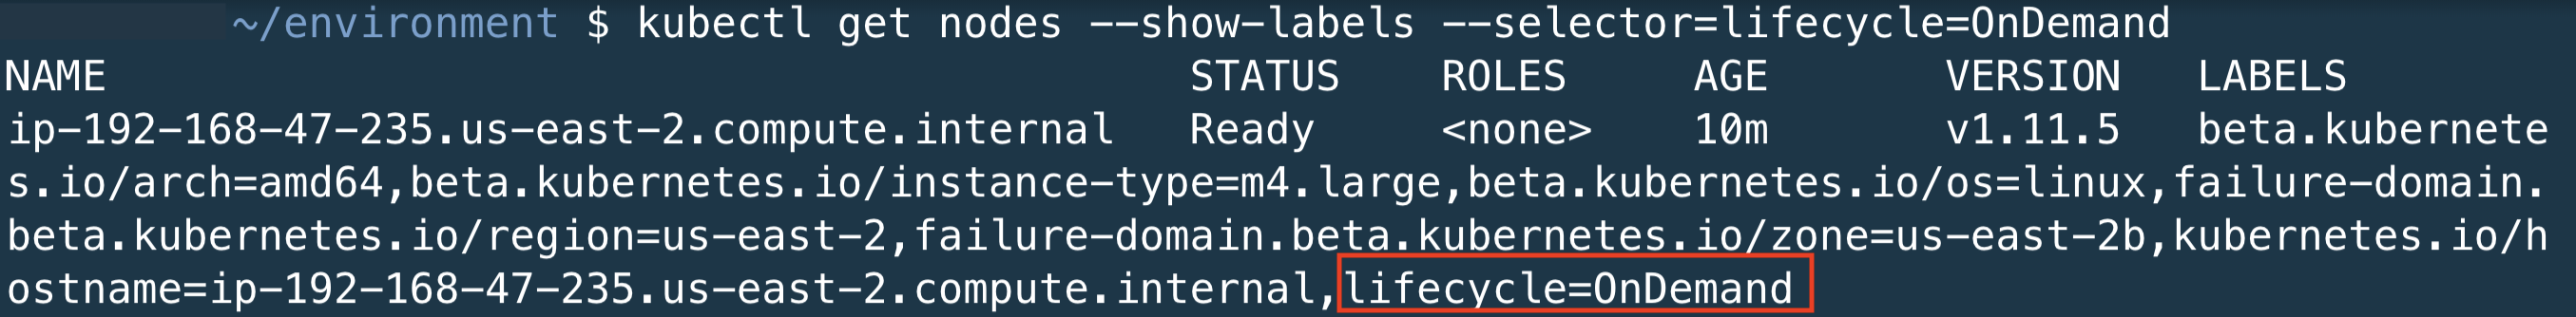 ~/environment $ kubectl get nodes --show-labels --selector=lifecycle=OnDemand
NAME STATUS ROLES AGE VERSION LABELS
ip-192-168-47-235.us-east-2.compute.internal Ready <none> 10m v1.11.5 beta.kubernete
s.io/arch=amd64,beta.kubernetes.io/instance-type=m4.large,beta.kubernetes.io/os=linux,failure-domain.
beta.kubernetes.io/region=us-east-2,failure-domain.beta.kubernetes.io/zone=us-east-2b,kubernetes.io/h
ostname=ip-192-168-47-235.us-east-2.compute.internal,lifecycle=OnDemand